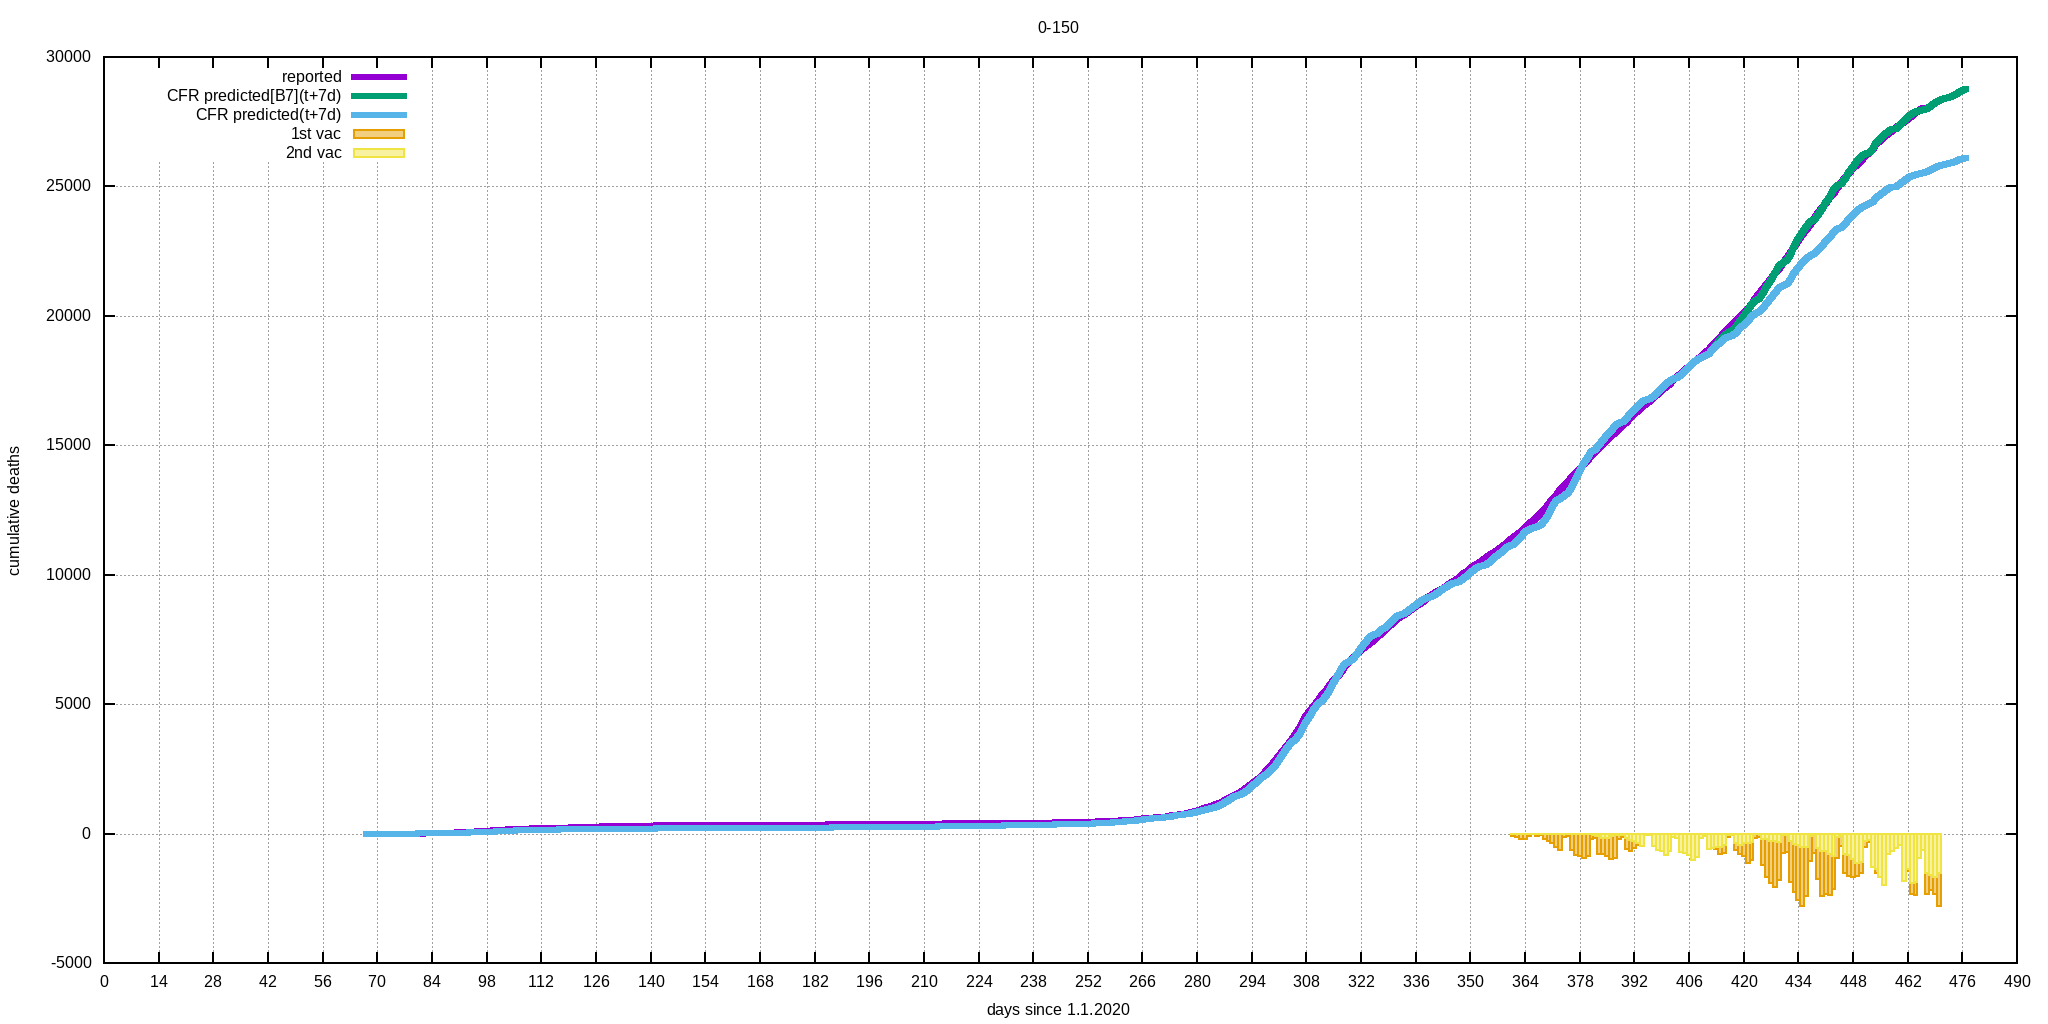 0-150
30000
25000
20000
15000
10000
5000
0
-5000
cumulative deaths
reported
CFR predicted[B7](t+7d)
CFR predicted(t+7d)
1st vac
2nd vac
0 14 28 42 56 70 84 98 112 126 140 154 168 182 196 210 224 238 252 266 280 294 308 322 336 350 364 378 392 406 420 434 448 462 476 490
days since 1.1.2020